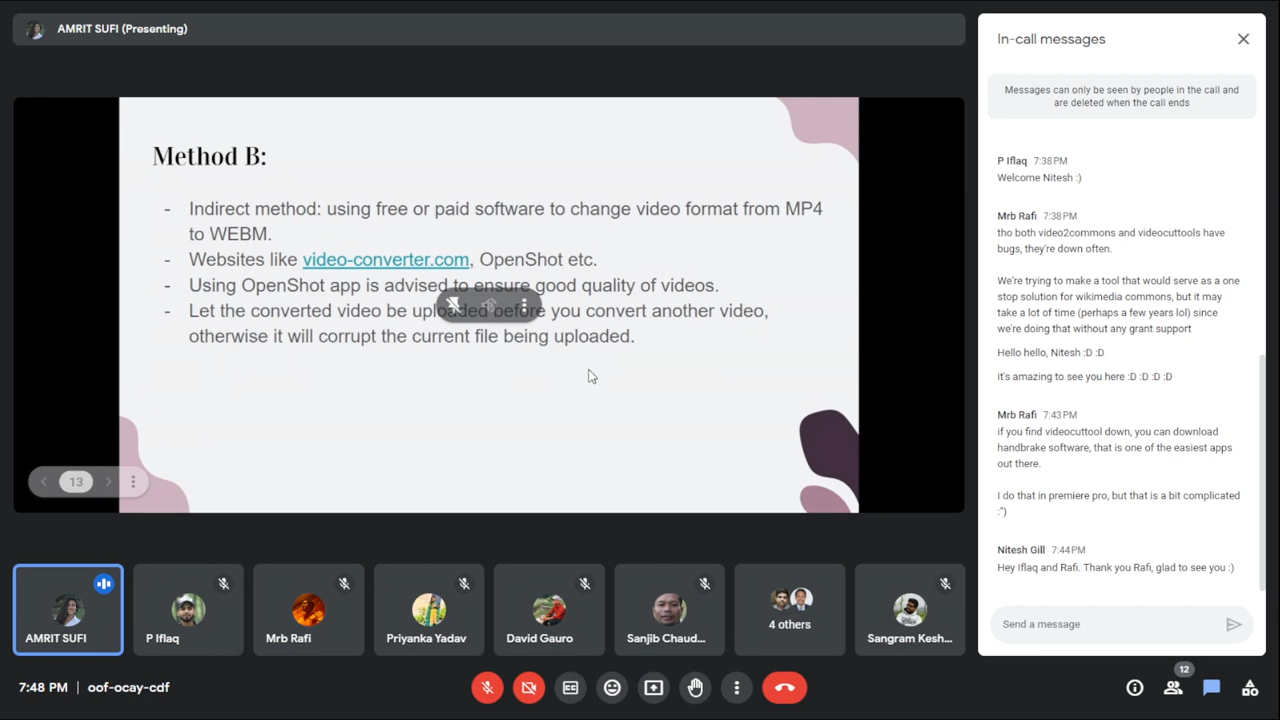 AMRIT SUFI (Presenting)
Method B:
- Indirect method: using free or paid software to change video format from MP4
to WEBM.
- Websites like video-converter.com, OpenShot etc.
- Using OpenShot app is advised to ensure good quality of videos.
- Let the converted video be uploaded before you convert another video,
otherwise it will corrupt the current file being uploaded.
13
AMRIT SUFI
P Iflaq
Mrb Rafi
Priyanka Yadav
David Gauro
Sanjib Chaud...
4 others
Sangram Kesh...
7:48 PM | oof-ocay-cdf
12
In-call messages
Messages can only be seen by people in the call and
are deleted when the call ends
P Iflaq 7:38 PM
Welcome Nitesh :)
Mrb Rafi 7:38 PM
tho both video2commons and videocuttools have
bugs, they're down often.
We're trying to make a tool that would serve as a one
stop solution for wikimedia commons, but it may
take a lot of time (perhaps a few years lol) since
we're doing that without any grant support
Hello hello, Nitesh :D :D
it's amazing to see you here :D :D :D :D
Mrb Rafi 7:43 PM
if you find videocuttool down, you can download
handbrake software, that is one of the easiest apps
out there.
I do that in premiere pro, but that is a bit complicated
:")
Nitesh Gill 7:44 PM
Hey Iflaq and Rafi. Thank you Rafi, glad to see you :)
Send a message